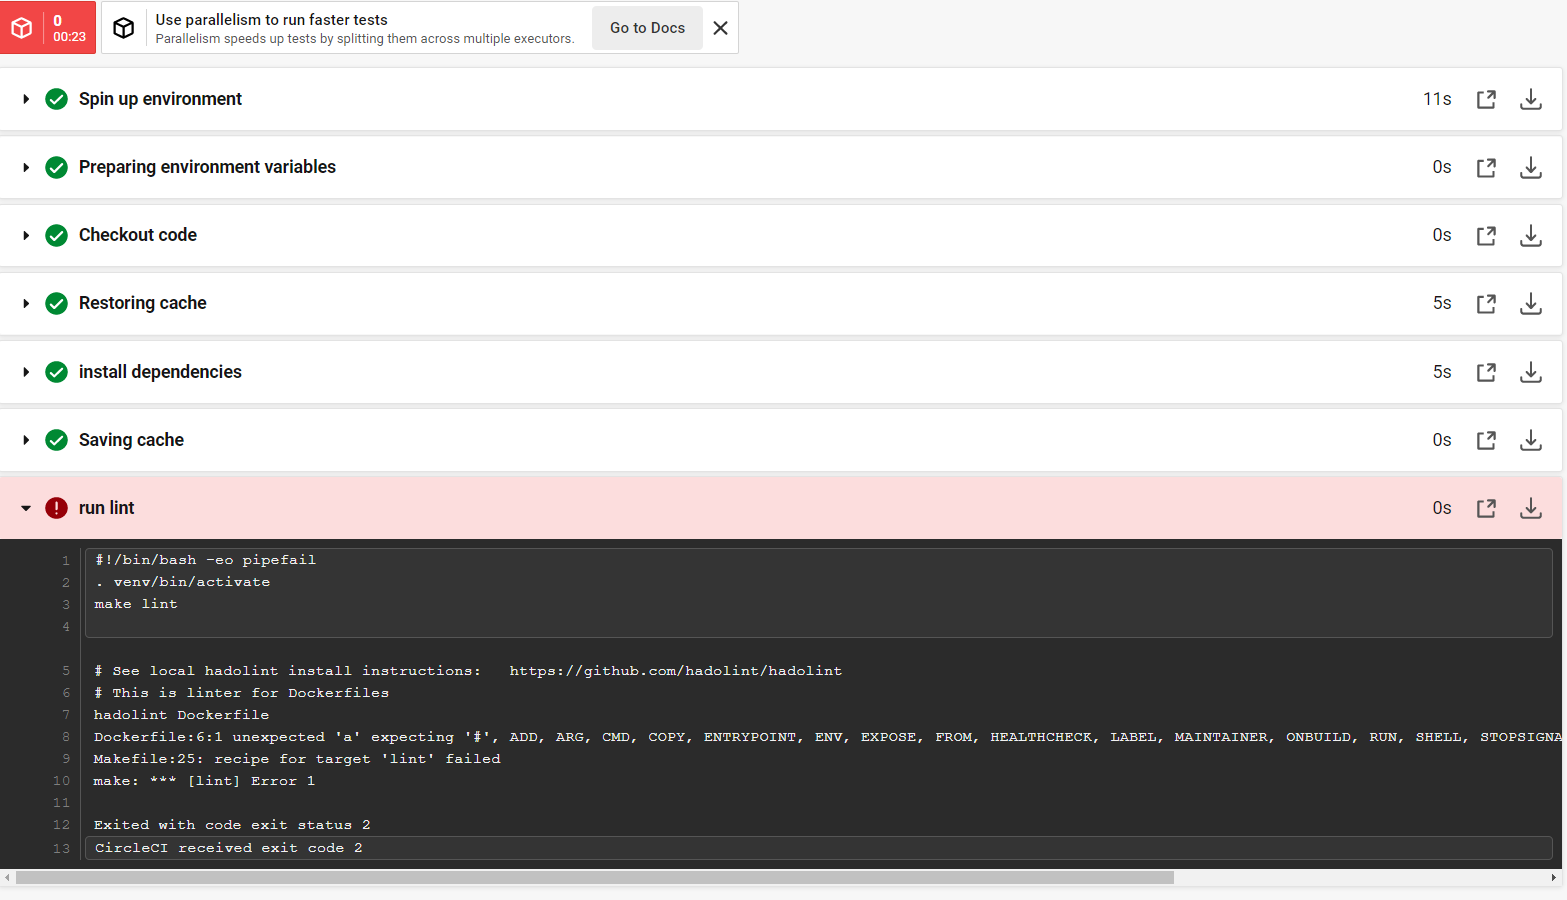 0
00:23
Use parallelism to run faster tests
Parallelism speeds up tests by splitting them across multiple executors.
Go to Docs
Spin up environment 11s
Preparing environment variables 0s
Checkout code 0s
Restoring cache 5s
install dependencies 5s
Saving cache 0s
run lint 0s
1 #!/bin/bash -eo pipefail
2 . venv/bin/activate
3 make lint
4
5 # See local hadolint install instructions:   https://github.com/hadolint/hadolint
6 # This is linter for Dockerfiles
7 hadolint Dockerfile
8 Dockerfile:6:1 unexpected 'a' expecting '#', ADD, ARG, CMD, COPY, ENTRYPOINT, ENV, EXPOSE, FROM, HEALTHCHECK, LABEL, MAINTAINER, ONBUILD, RUN, SHELL, STOPSIGNA
9 Makefile:25: recipe for target 'lint' failed
10 make: *** [lint] Error 1
11
12 Exited with code exit status 2
13 CircleCI received exit code 2